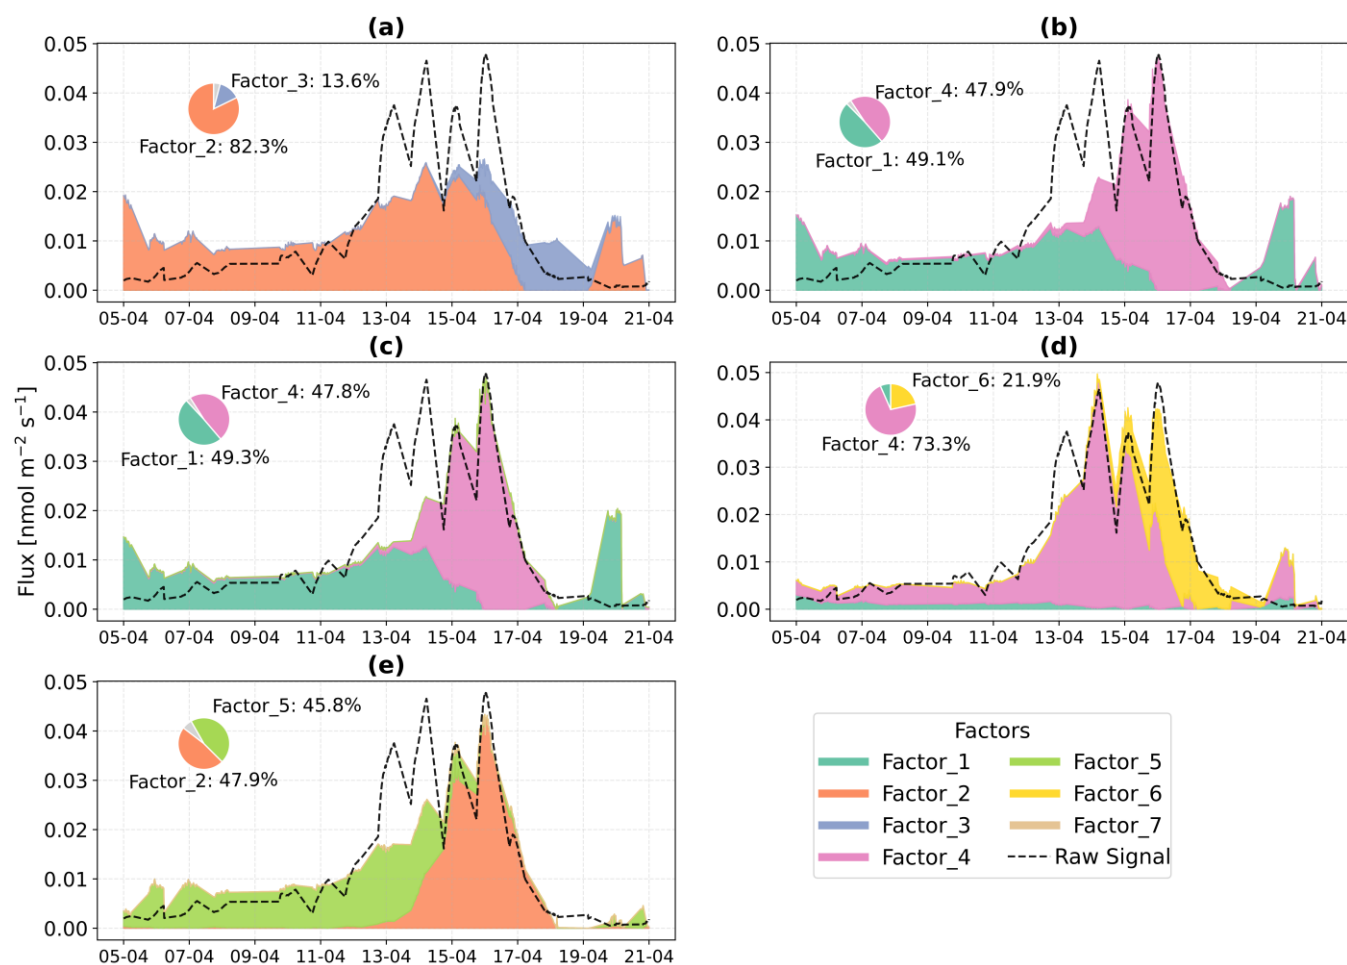 (a)
0.05
0.04
0.03
0.02
0.01
0.00
Factor_3: 13.6%
Factor_2: 82.3%
05-04 07-04 09-04 11-04 13-04 15-04 17-04 19-04 21-04
(b)
0.05
0.04
0.03
0.02
0.01
0.00
Factor_4: 47.9%
Factor_1: 49.1%
05-04 07-04 09-04 11-04 13-04 15-04 17-04 19-04 21-04
Flux [nmol m⁻² s⁻¹]
(c)
0.05
0.04
0.03
0.02
0.01
0.00
Factor_4: 47.8%
Factor_1: 49.3%
05-04 07-04 09-04 11-04 13-04 15-04 17-04 19-04 21-04
(d)
0.05
0.04
0.03
0.02
0.01
0.00
Factor_6: 21.9%
Factor_4: 73.3%
05-04 07-04 09-04 11-04 13-04 15-04 17-04 19-04 21-04
(e)
0.05
0.04
0.03
0.02
0.01
0.00
Factor_5: 45.8%
Factor_2: 47.9%
05-04 07-04 09-04 11-04 13-04 15-04 17-04 19-04 21-04
Factors
Factor_1
Factor_2
Factor_3
Factor_4
Factor_5
Factor_6
Factor_7
Raw Signal